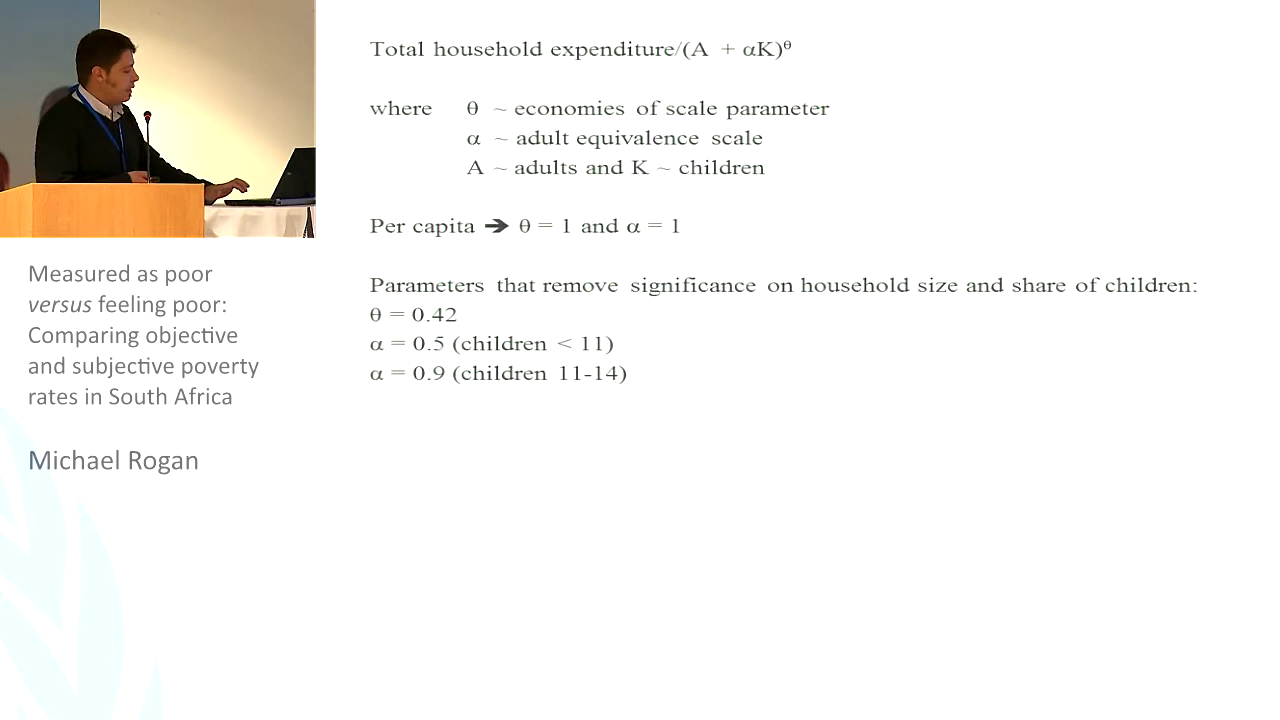 Total household expenditure/(A + αK)^θ
where θ ~ economies of scale parameter
α ~ adult equivalence scale
A ~ adults and K ~ children
Per capita ➔ θ = 1 and α = 1
Parameters that remove significance on household size and share of children:
θ = 0.42
α = 0.5 (children < 11)
α = 0.9 (children 11-14)
Measured as poor
versus feeling poor:
Comparing objective
and subjective poverty
rates in South Africa
Michael Rogan